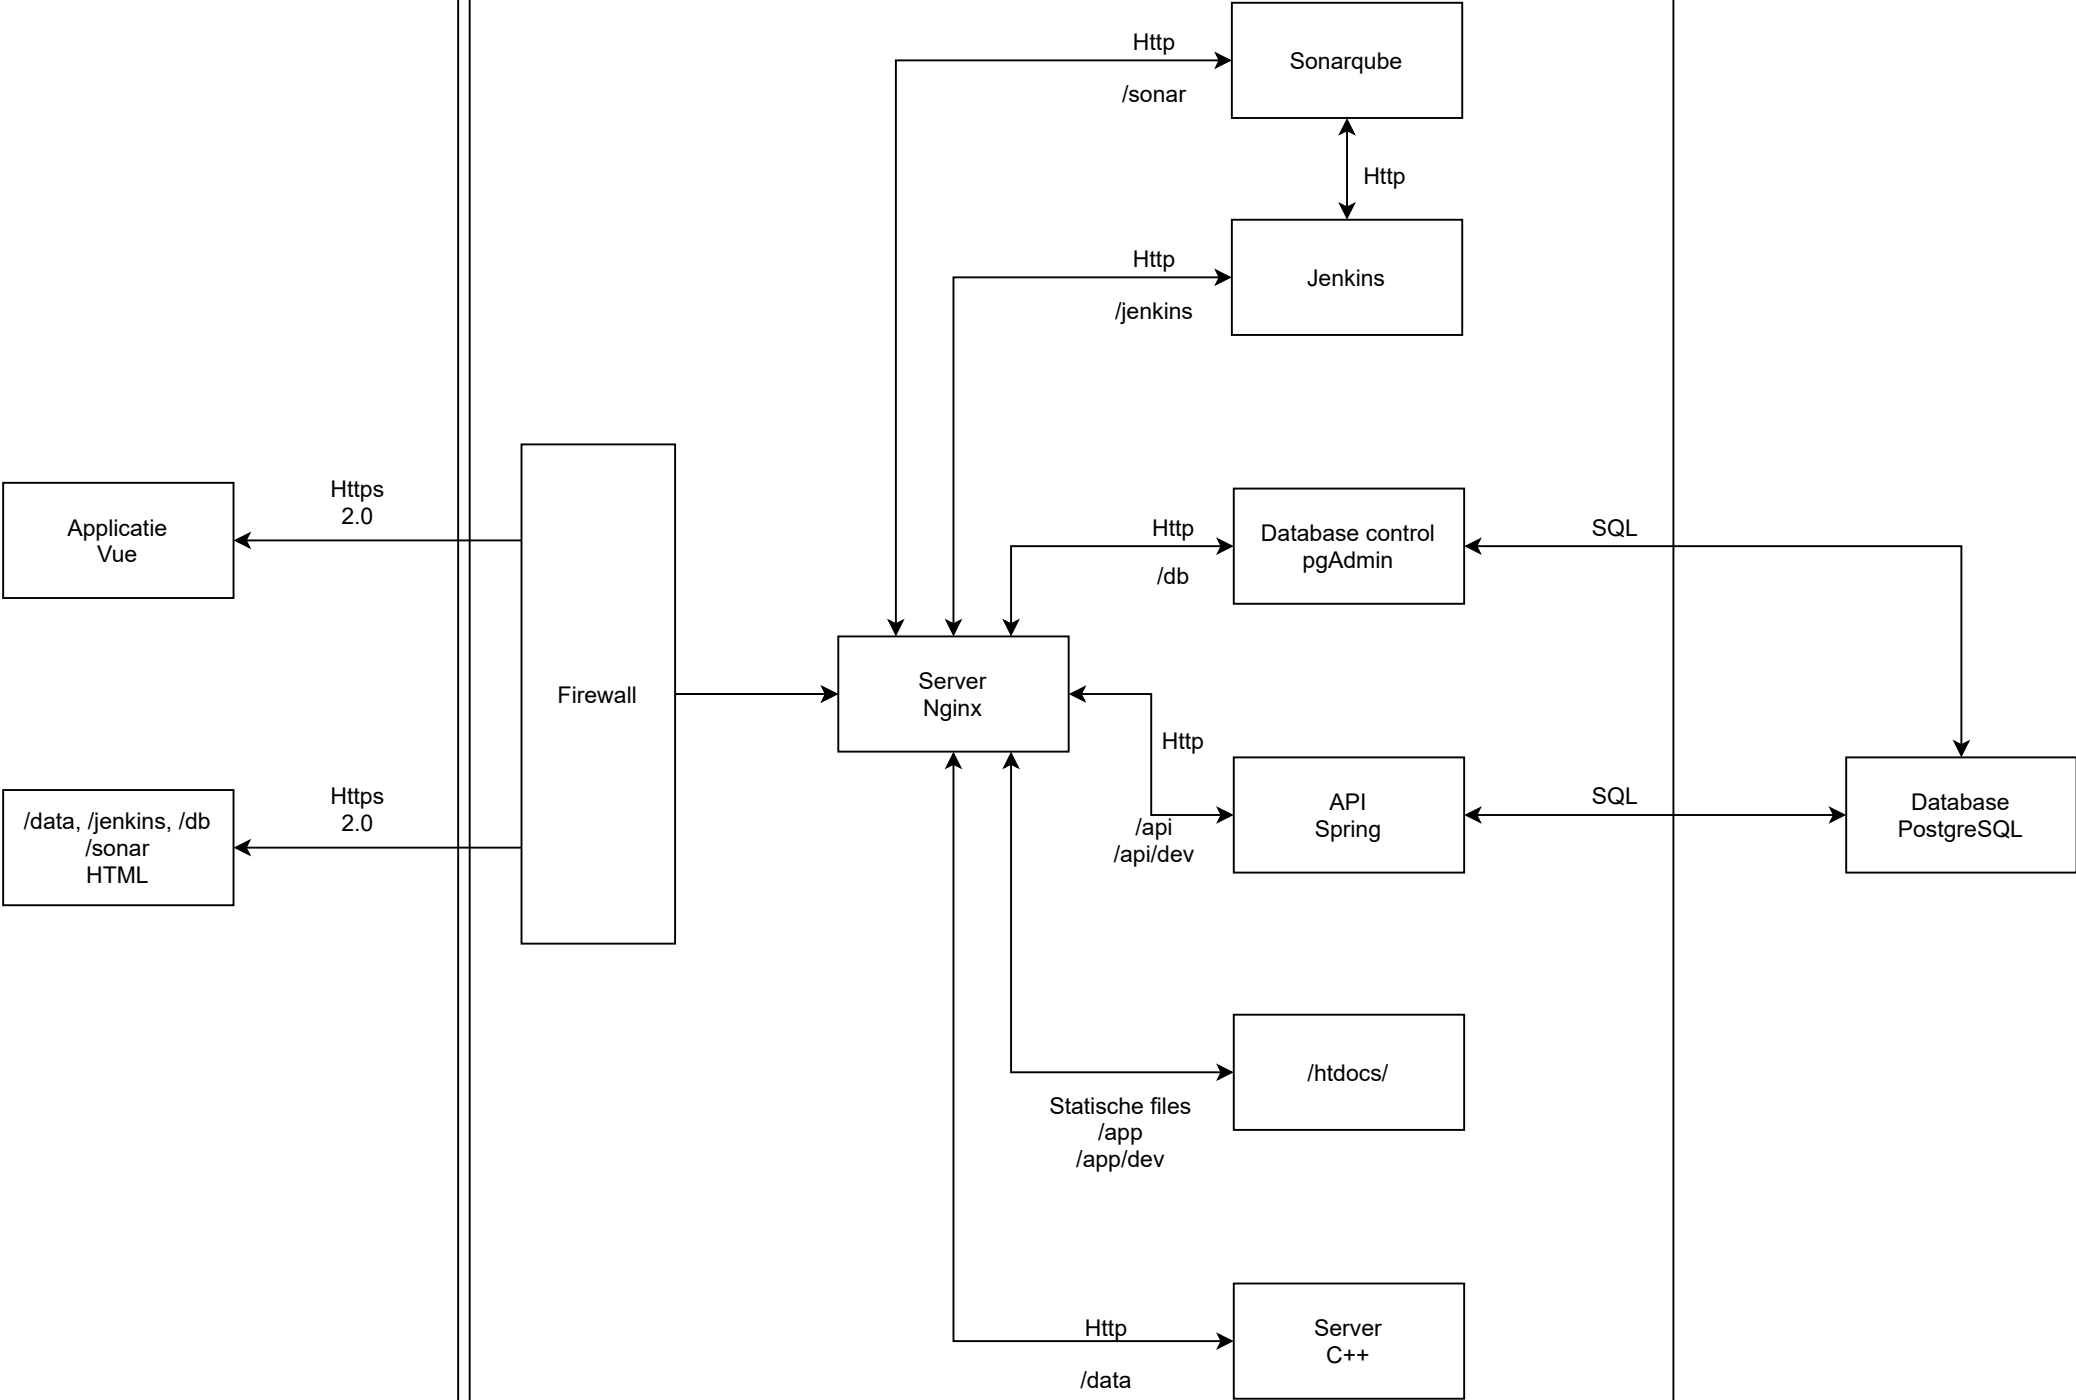 Http
/sonar
Sonarqube
Http
Http
/jenkins
Jenkins
Https
2.0
Applicatie
Vue
Http
/db
Database control
pgAdmin
SQL
Firewall
Server
Nginx
Http
/api
/api/dev
API
Spring
SQL
Database
PostgreSQL
Https
2.0
/data, /jenkins, /db
/sonar
HTML
/htdocs/
Statische files
/app
/app/dev
Http
/data
Server
C++